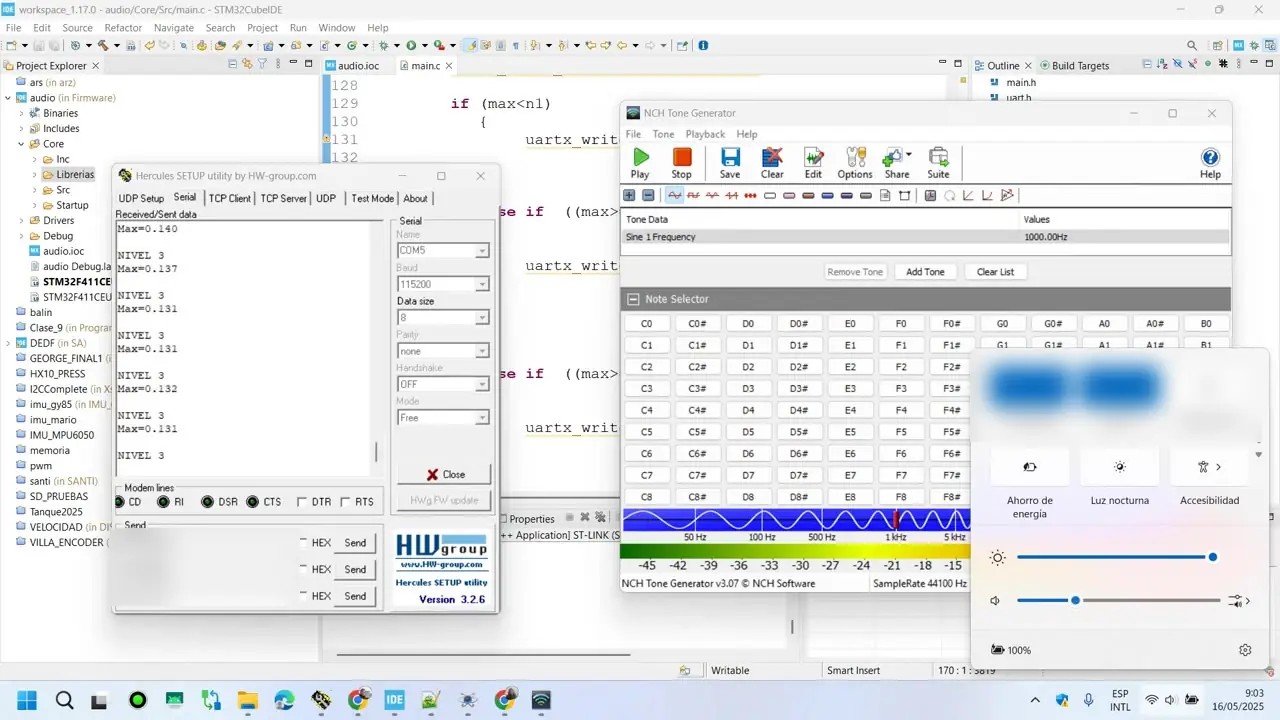 workspace_1.17.0 - audio/Core/Src/main.c - STM32CubeIDE
File Edit Source Refactor Navigate Search Project Run Window Help
Project Explorer
audio.ioc
main.c
Outline
Build Targets
ars (in arz)
audio (in Firmware)
Binaries
Includes
Core
Inc
Librerias
Src
Startup
Drivers
Debug
audio.ioc
audio Debug.la
STM32F411CE
STM32F411CEU
balin
Clase_9 (in Progra
DEDF (in SA)
GEORGE_FINAL1
HX10_PRESS
I2CComplete (in X
imu_gy85 (in IMU_
imu_mario
IMU_MPU6050
memoria
pwm
santi (in SANTI)
SD_PRUEBAS
Tanque2025
VELOCIDAD (in DI
VILLA_ENCODER (
128
129 if (max<n1)
130 {
131 uartx_writ
132
se if ((max>
uartx_writ
se if ((max>
uartx_writ
main.h
uart.h
Hercules SETUP utility by HW-group.com
UDP Setup Serial TCP Client TCP Server UDP Test Mode About
Received/Sent data
Max=0.140
NIVEL 3
Max=0.137
NIVEL 3
Max=0.131
NIVEL 3
Max=0.131
NIVEL 3
Max=0.132
NIVEL 3
Max=0.131
NIVEL 3
Serial
Name
COM5
Baud
115200
Data size
8
Parity
none
Handshake
OFF
Mode
Free
Close
HWg FW update
Modem lines
CD RI DSR CTS DTR RTS
Send
HEX Send
HEX Send
HEX Send
HWgroup
www.HW-group.com
Hercules SETUP utility
Version 3.2.6
NCH Tone Generator
File Tone Playback Help
Play Stop Save Clear Edit Options Share Suite Help
Tone Data Values
Sine 1 Frequency 1000.00Hz
Remove Tone Add Tone Clear List
Note Selector
C0 C0# D0 D0# E0 F0 F0# G0 G0# A0 A0# B0
C1 C1# D1 D1# E1 F1 F1# G1 G1# A1 A1# B1
C2 C2# D2 D2# E2 F2 F2#
C3 C3# D3 D3# E3 F3 F3#
C4 C4# D4 D4# E4 F4 F4#
C5 C5# D5 D5# E5 F5 F5#
C6 C6# D6 D6# E6 F6 F6#
C7 C7# D7 D7# E7 F7 F7#
C8 C8# D8 D8# E8 F8 F8#
50 Hz 100 Hz 500 Hz 1 kHz 5 kHz
-45 -42 -39 -36 -33 -30 -27 -24 -21 -18 -15
NCH Tone Generator v3.07 © NCH Software
SampleRate 44100 Hz
Ahorro de
energía
Luz nocturna
Accesibilidad
100%
Properties
++ Application] ST-LINK (S
Writable
Smart Insert
170 : 1 : 3819
ESP
INTL
9:03
16/05/2025